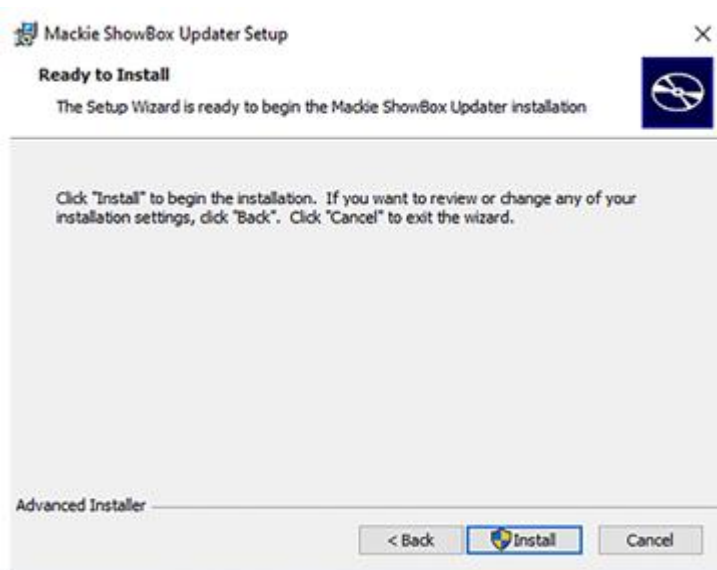 Mackie ShowBox Updater Setup
Ready to Install
The Setup Wizard is ready to begin the Mackie ShowBox Updater installation
Click "Install" to begin the installation. If you want to review or change any of your
installation settings, click "Back". Click "Cancel" to exit the wizard.
Advanced Installer
< Back
Install
Cancel